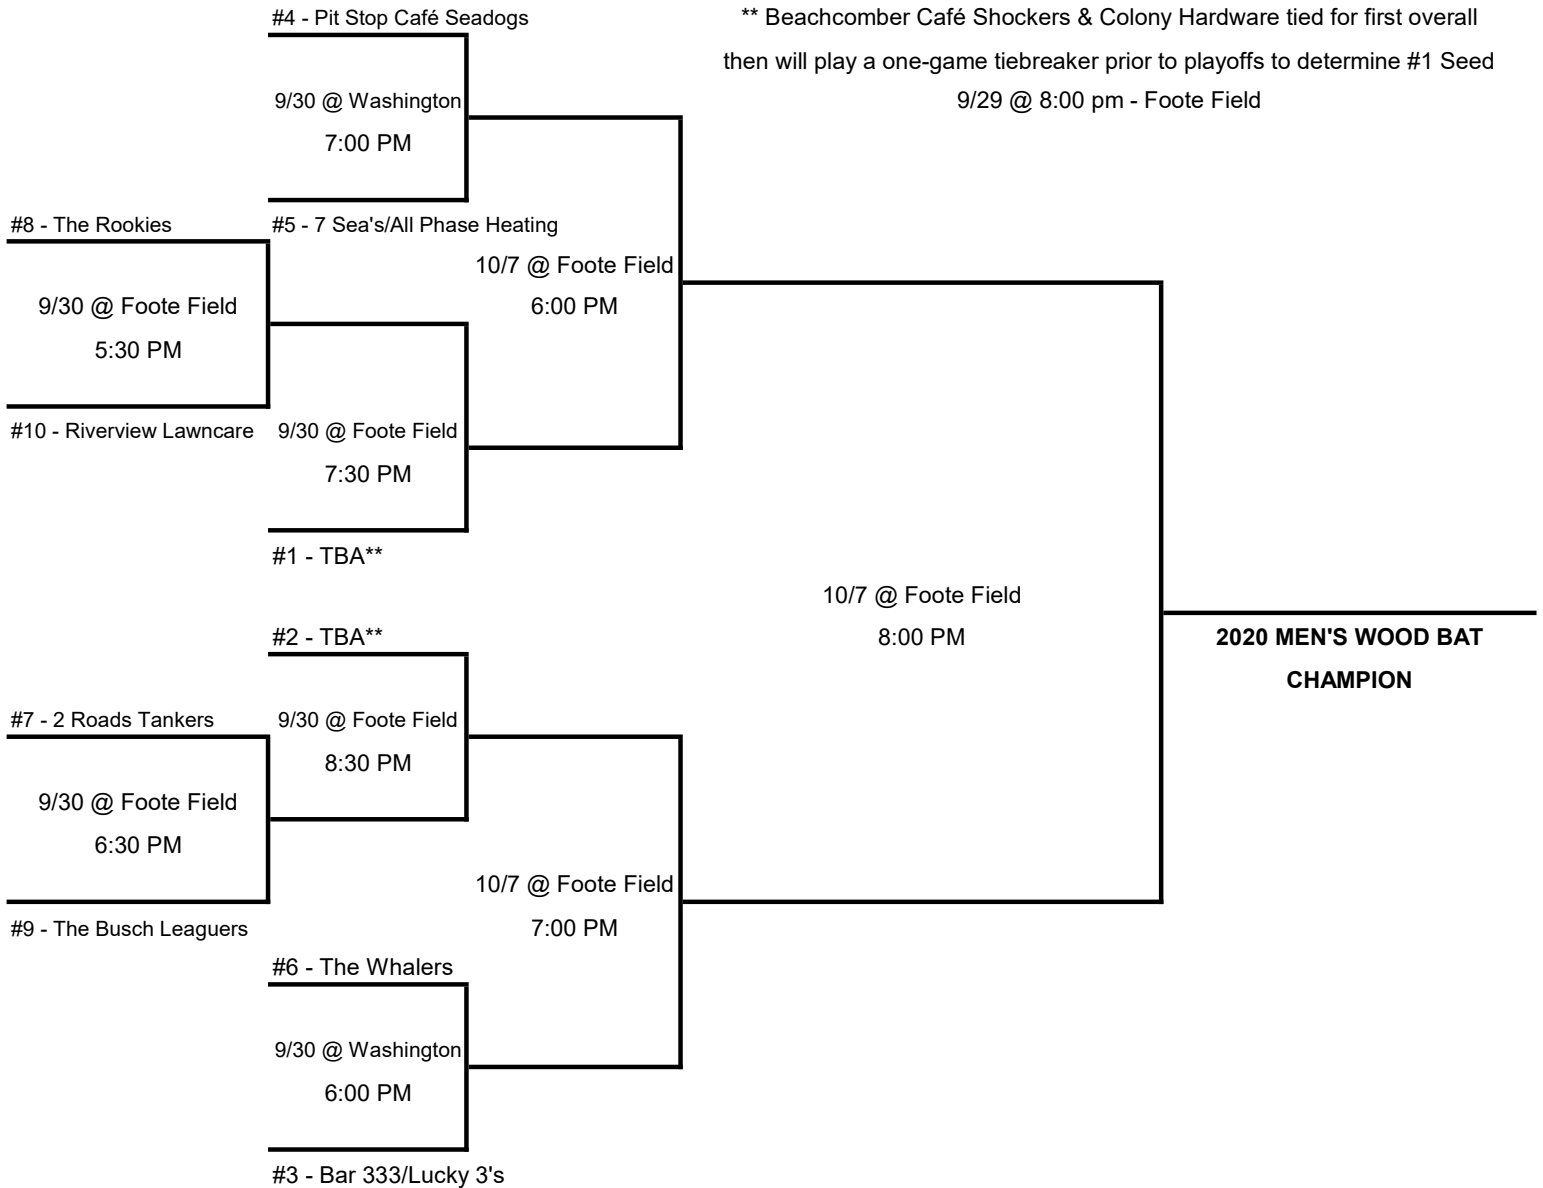 #4 - Pit Stop Café Seadogs
** Beachcomber Café Shockers & Colony Hardware tied for first overall
then will play a one-game tiebreaker prior to playoffs to determine #1 Seed
9/29 @ 8:00 pm - Foote Field
9/30 @ Washington
7:00 PM
#8 - The Rookies
#5 - 7 Sea's/All Phase Heating
10/7 @ Foote Field
6:00 PM
9/30 @ Foote Field
5:30 PM
#10 - Riverview Lawncare
9/30 @ Foote Field
7:30 PM
#1 - TBA**
10/7 @ Foote Field
8:00 PM
2020 MEN'S WOOD BAT
CHAMPION
#2 - TBA**
#7 - 2 Roads Tankers
9/30 @ Foote Field
8:30 PM
9/30 @ Foote Field
6:30 PM
10/7 @ Foote Field
7:00 PM
#9 - The Busch Leaguers
#6 - The Whalers
9/30 @ Washington
6:00 PM
#3 - Bar 333/Lucky 3's